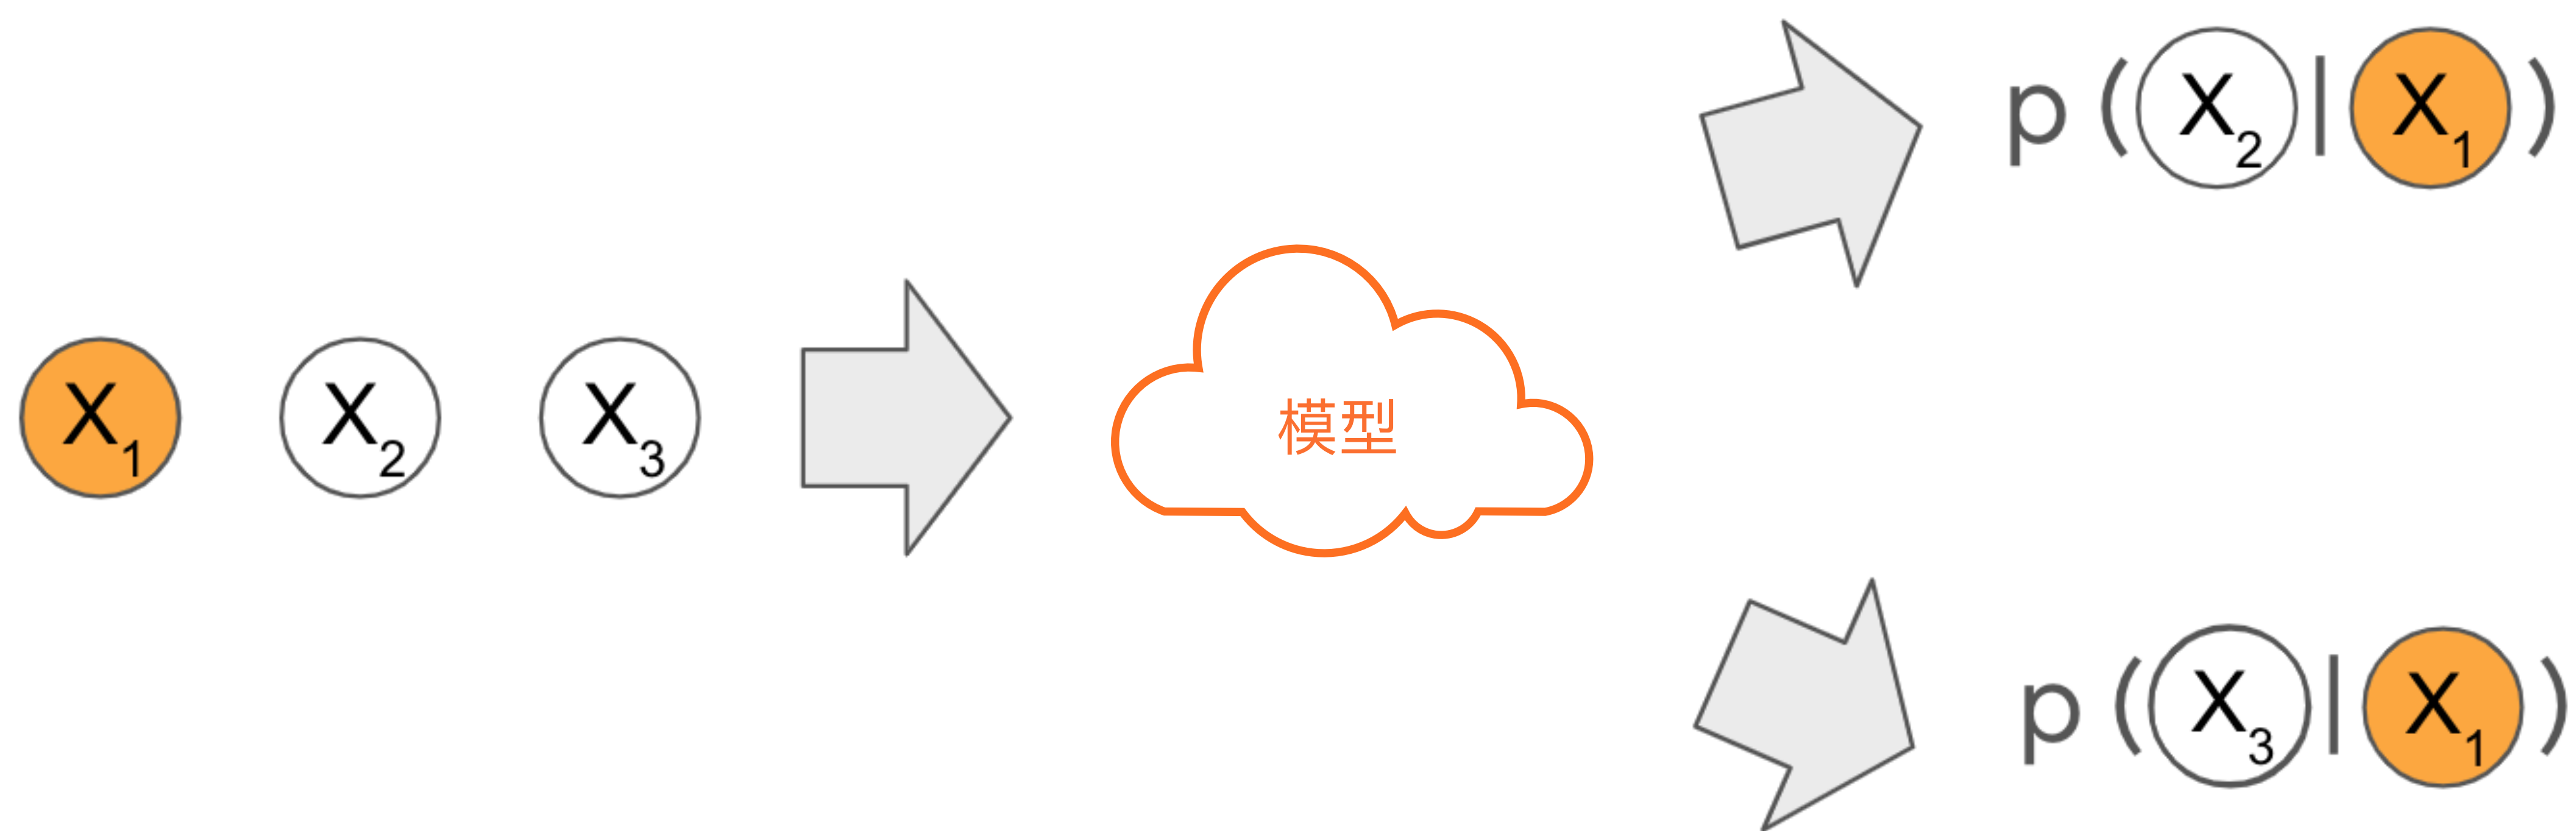 p ( X₂ | X₁ )
X₁ X₂ X₃
模型
p ( X₃ | X₁ )